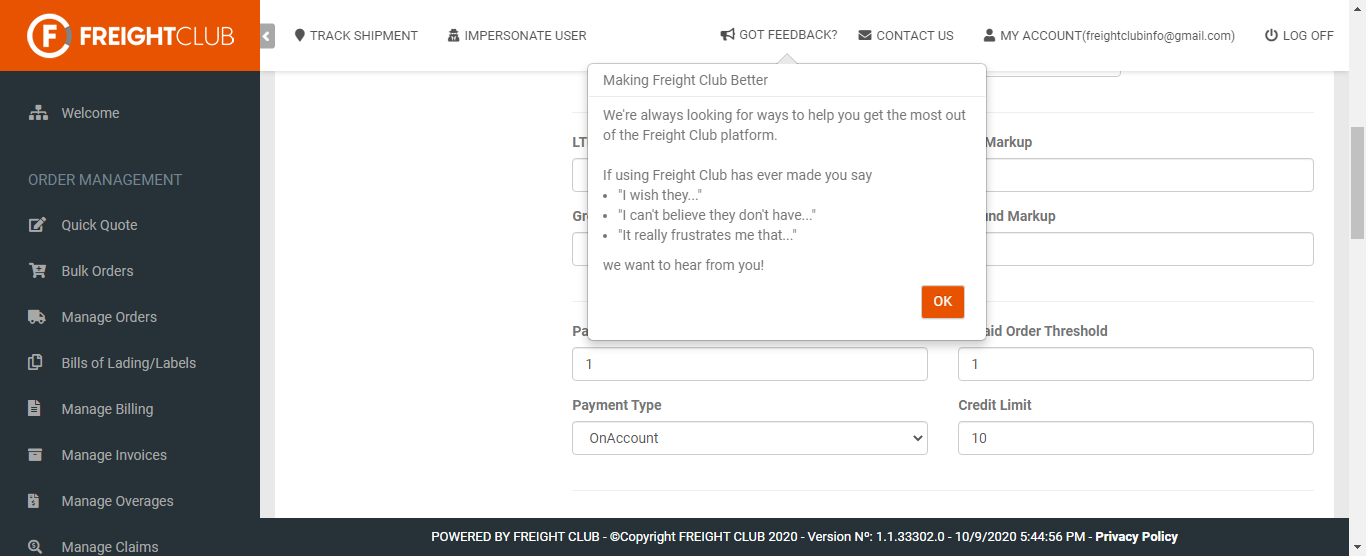 FREIGHTCLUB
TRACK SHIPMENT
IMPERSONATE USER
GOT FEEDBACK?
CONTACT US
MY ACCOUNT(freightclubinfo@gmail.com)
LOG OFF
Welcome
ORDER MANAGEMENT
Quick Quote
Bulk Orders
Manage Orders
Bills of Lading/Labels
Manage Billing
Manage Invoices
Manage Overages
Manage Claims
Making Freight Club Better
We're always looking for ways to help you get the most out
of the Freight Club platform.
If using Freight Club has ever made you say
• "I wish they..."
• "I can't believe they don't have..."
• "It really frustrates me that..."
we want to hear from you!
OK
LT
Markup
Gr
und Markup
Pa
aid Order Threshold
1
1
Payment Type
Credit Limit
OnAccount
10
POWERED BY FREIGHT CLUB - ©Copyright FREIGHT CLUB 2020 - Version Nº: 1.1.33302.0 - 10/9/2020 5:44:56 PM - Privacy Policy